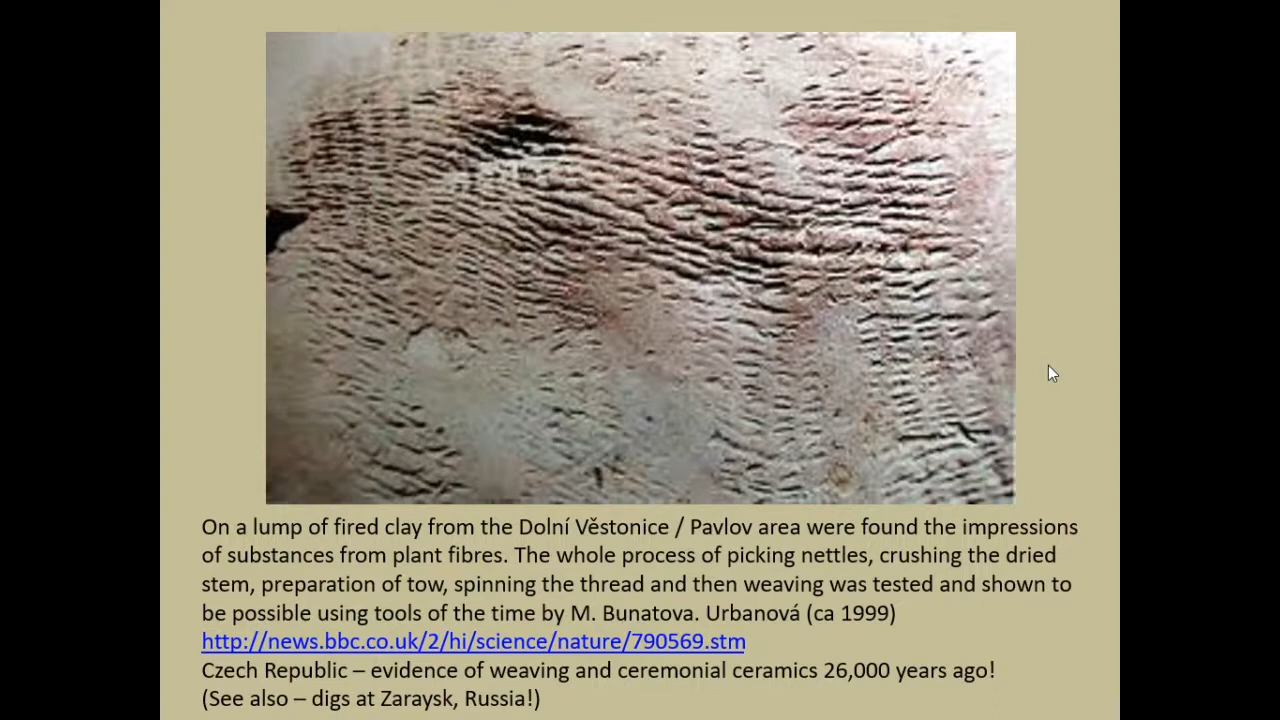 On a lump of fired clay from the Dolní Věstonice / Pavlov area were found the impressions
of substances from plant fibres. The whole process of picking nettles, crushing the dried
stem, preparation of tow, spinning the thread and then weaving was tested and shown to
be possible using tools of the time by M. Bunatova. Urbanová (ca 1999)
http://news.bbc.co.uk/2/hi/science/nature/790569.stm
Czech Republic – evidence of weaving and ceremonial ceramics 26,000 years ago!
(See also – digs at Zaraysk, Russia!)